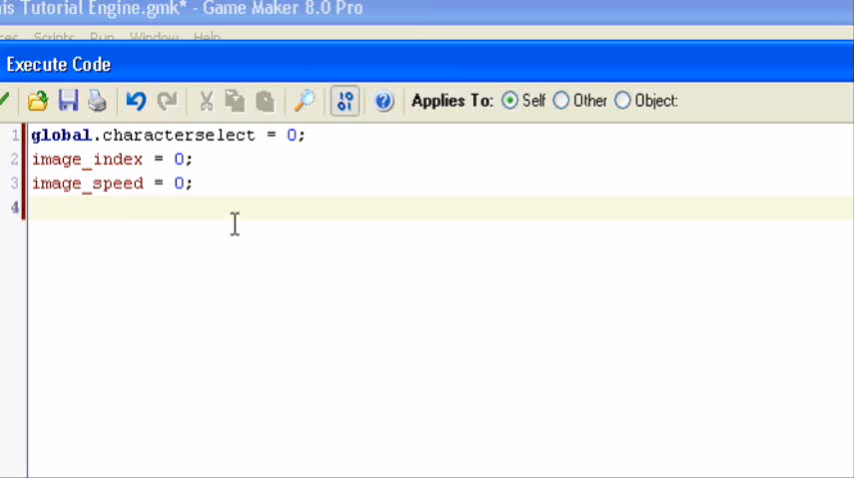 is Tutorial Engine.gmk* - Game Maker 8.0 Pro
ces Scripts Run Window Help
Execute Code
Applies To: Self Other Object:
1 global.characterselect = 0;
2 image_index = 0;
3 image_speed = 0;
4